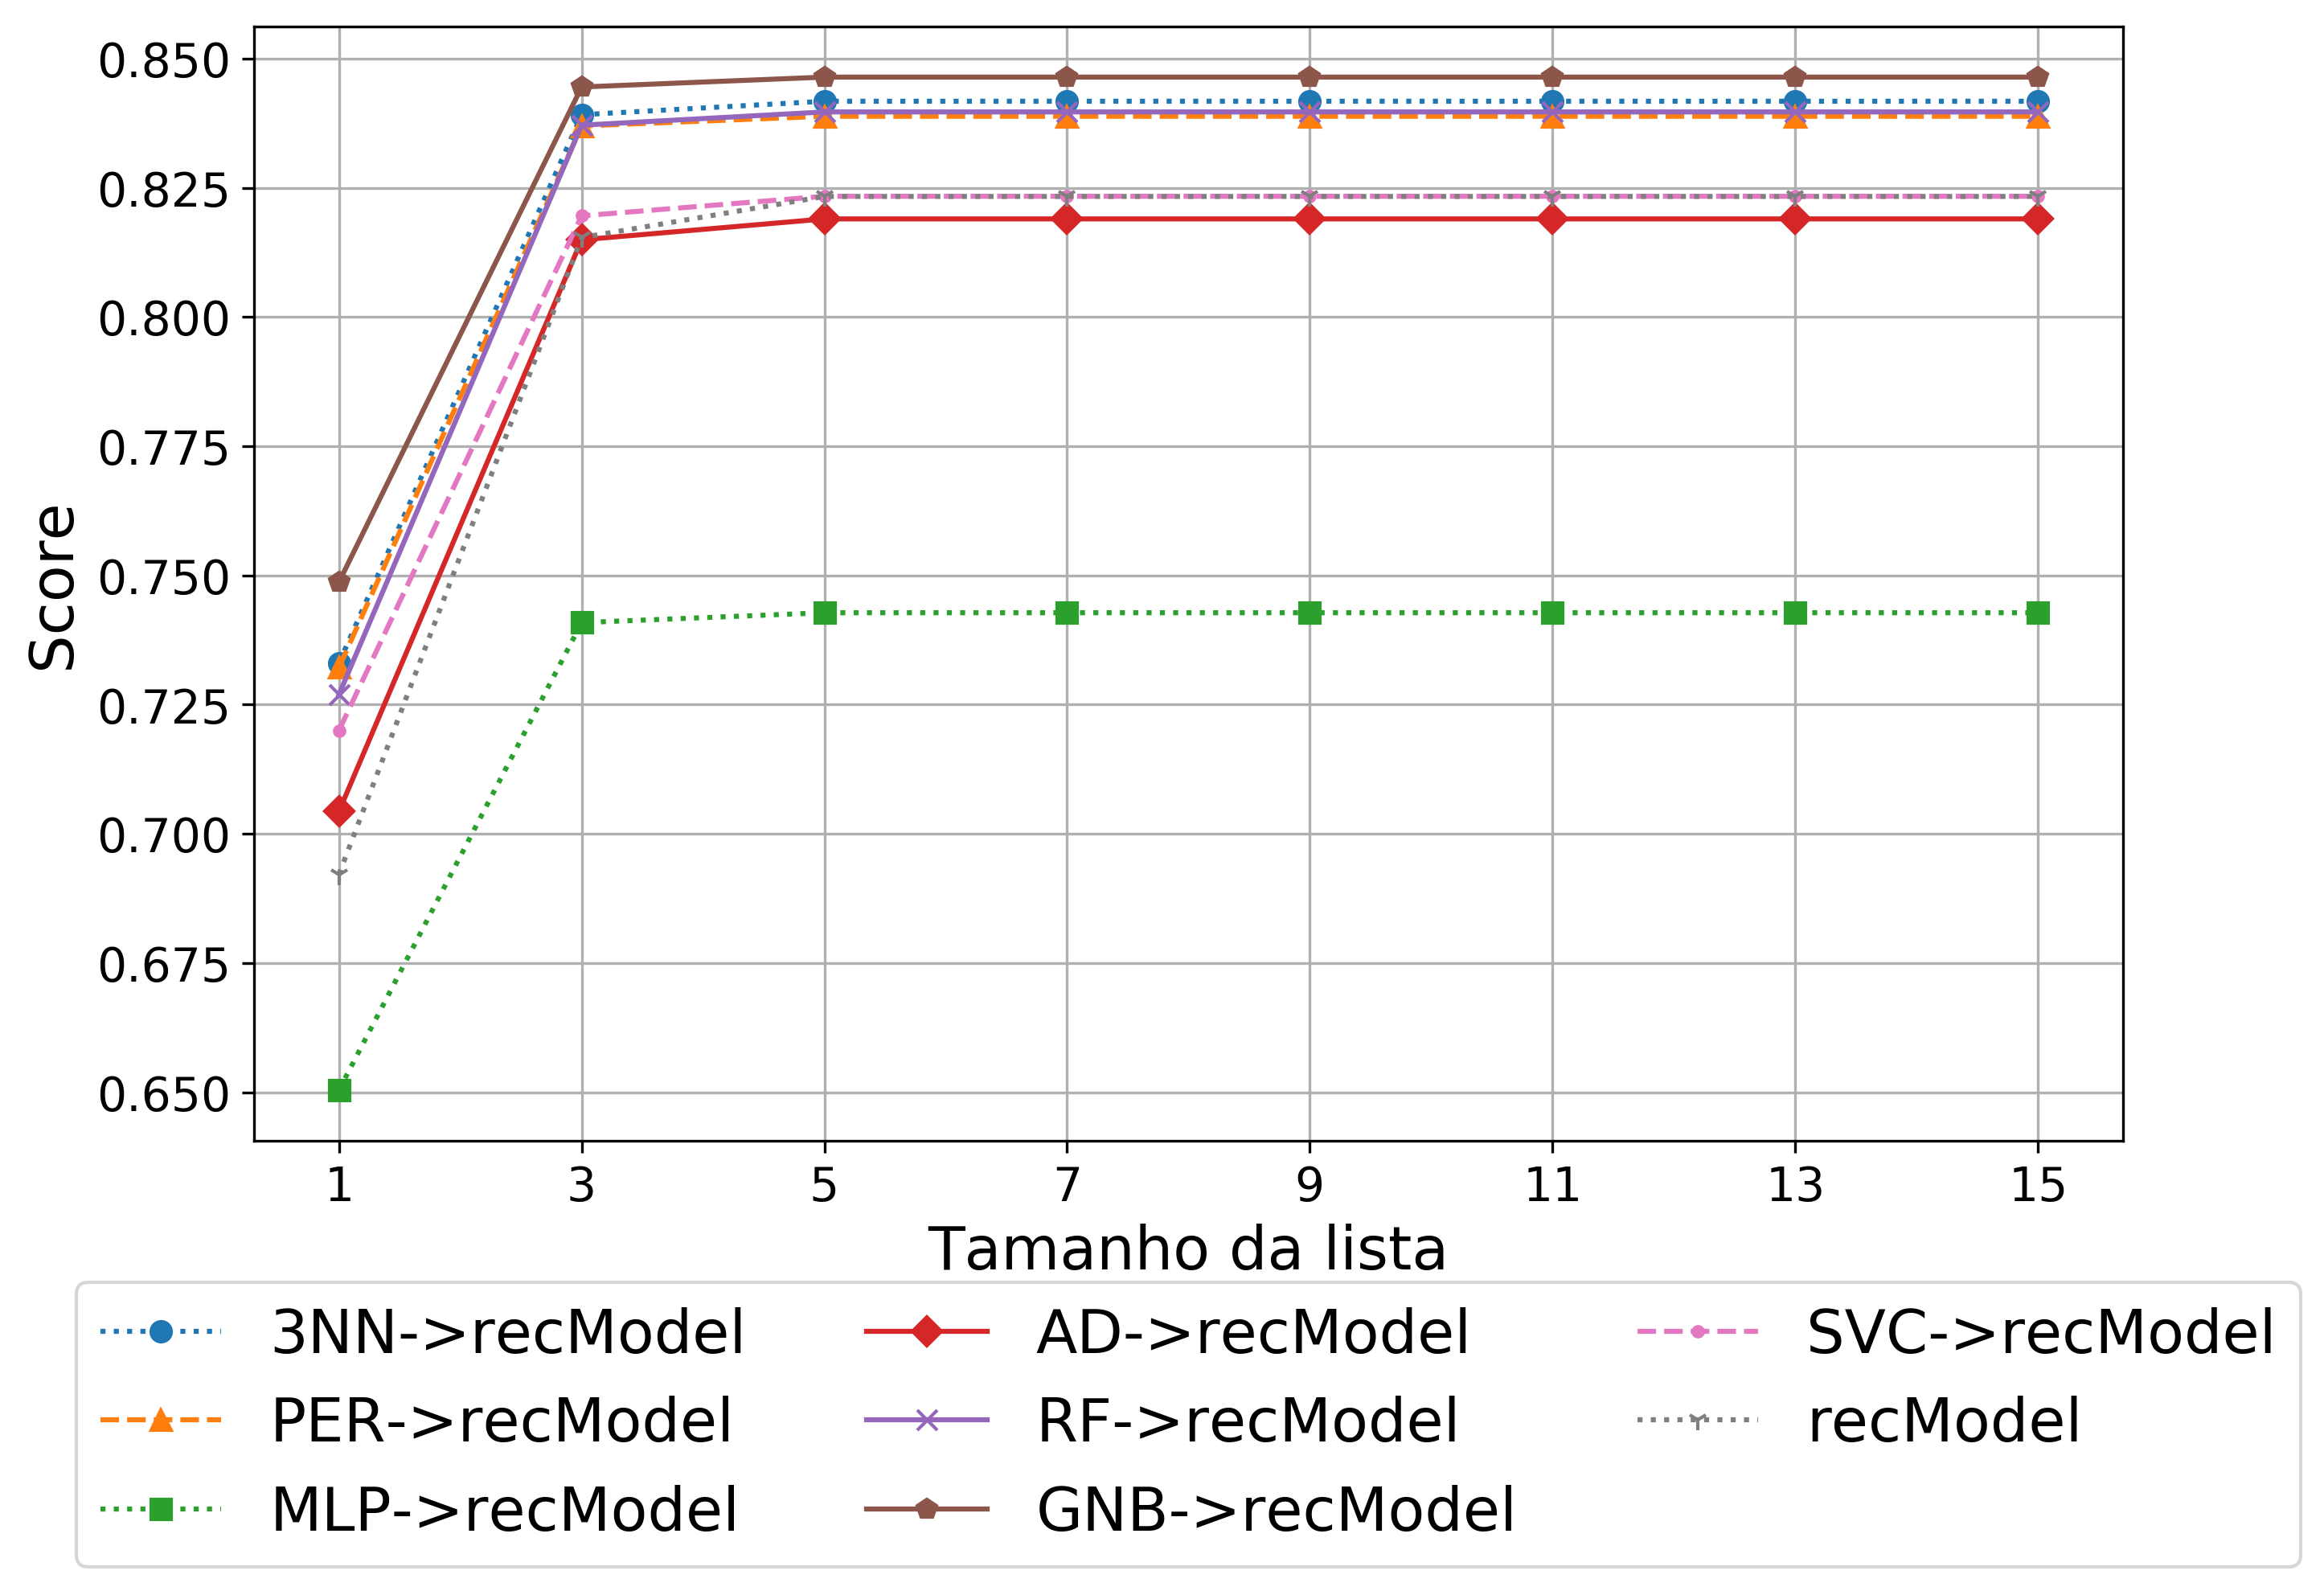 0.850
0.825
0.800
0.775
0.750
0.725
0.700
0.675
0.650
Score
1 3 5 7 9 11 13 15
Tamanho da lista
3NN->recModel AD->recModel SVC->recModel
PER->recModel RF->recModel recModel
MLP->recModel GNB->recModel